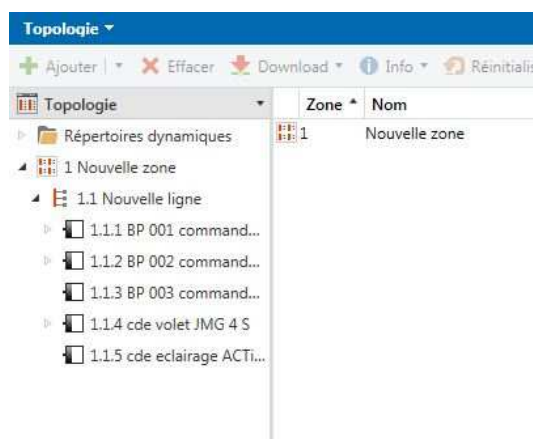 Topologie
Ajouter Effacer Download Info Réinitialis
Topologie
Répertoires dynamiques
1 Nouvelle zone
1.1 Nouvelle ligne
1.1.1 BP 001 command...
1.1.2 BP 002 command...
1.1.3 BP 003 command...
1.1.4 cde volet JMG 4 S
1.1.5 cde eclairage ACTi...
Zone Nom
1 Nouvelle zone